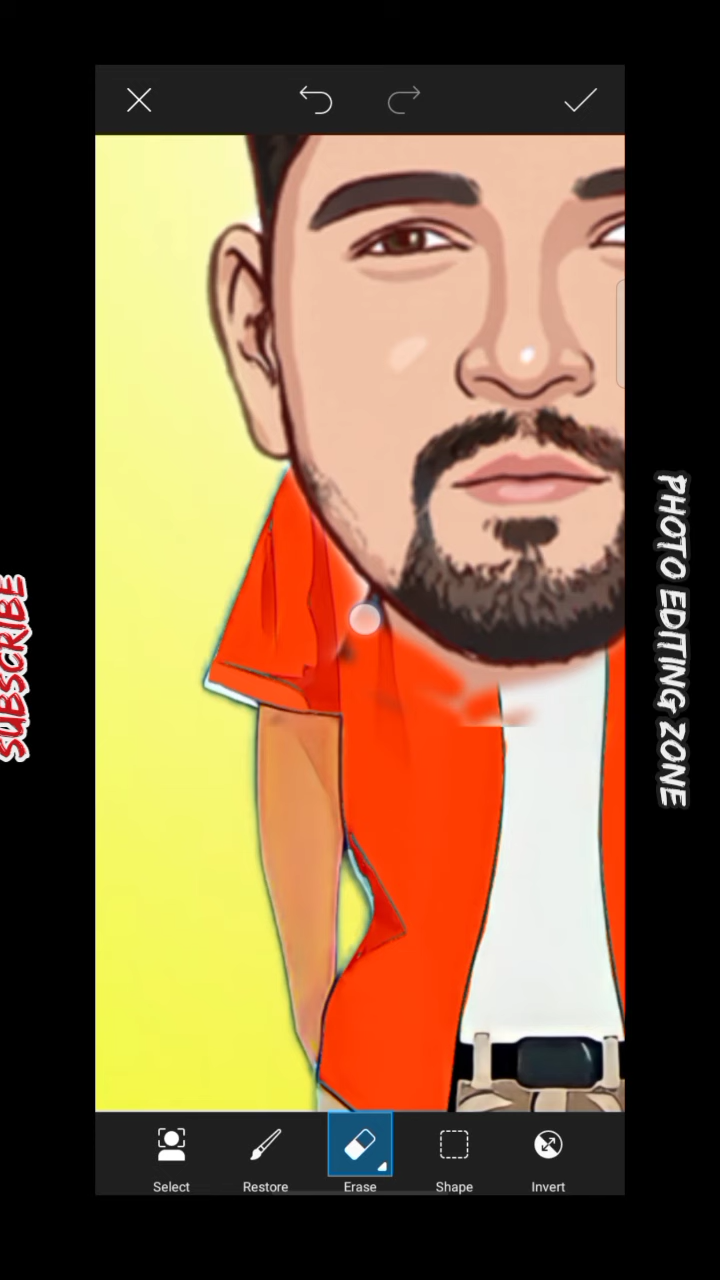 SUBSCRIBE
PHOTO EDITING ZONE
Select
Restore
Erase
Shape
Invert